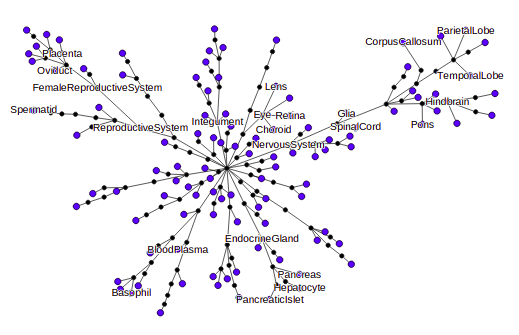 ParietalLobe
CorpusCallosum
Placenta
Oviduct
TemporalLobe
FemaleReproductiveSystem
Lens
Hindbrain
Spermatid
Eye
Retina
Glia
Integument
ReproductiveSystem
Choroid
SpinalCord
Pons
NervousSystem
EndocrineGland
BloodPlasma
Pancreas
Hepatocyte
Basophil
PancreaticIslet